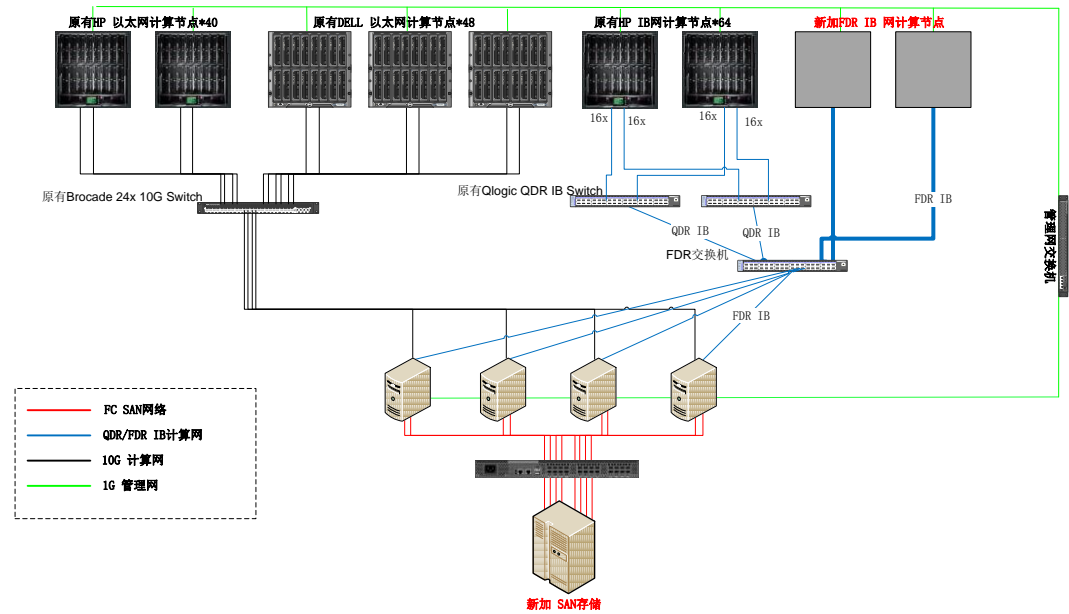 原有HP 以太网计算节点*40
原有DELL 以太网计算节点*48
原有HP IB网计算节点*64
新加FDR IB 网计算节点
16x
16x
16x
16x
原有Brocade 24x 10G Switch
原有Qlogic QDR IB Switch
FDR IB
QDR IB
QDR IB
FDR交换机
管理网交换机
FDR IB
FC SAN网络
QDR/FDR IB计算网
10G 计算网
1G 管理网
新加 SAN存储